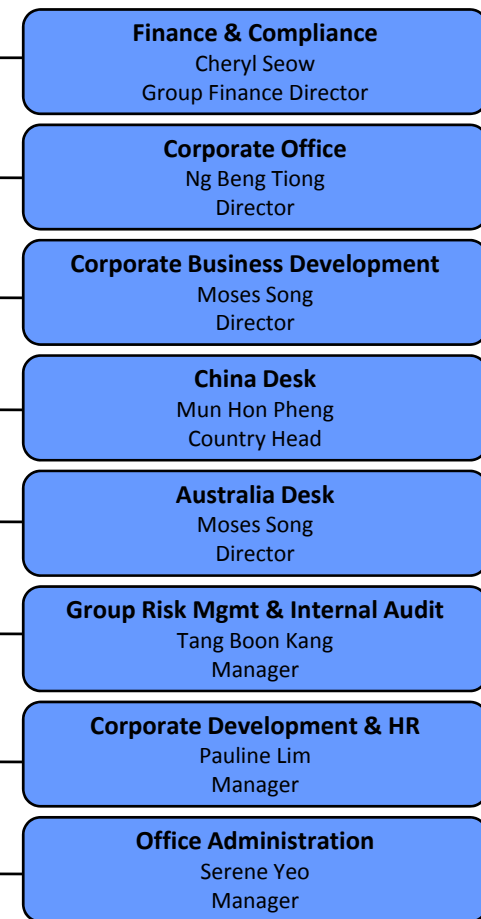 Finance & Compliance
Cheryl Seow
Group Finance Director
Corporate Office
Ng Beng Tiong
Director
Corporate Business Development
Moses Song
Director
China Desk
Mun Hon Pheng
Country Head
Australia Desk
Moses Song
Director
Group Risk Mgmt & Internal Audit
Tang Boon Kang
Manager
Corporate Development & HR
Pauline Lim
Manager
Office Administration
Serene Yeo
Manager